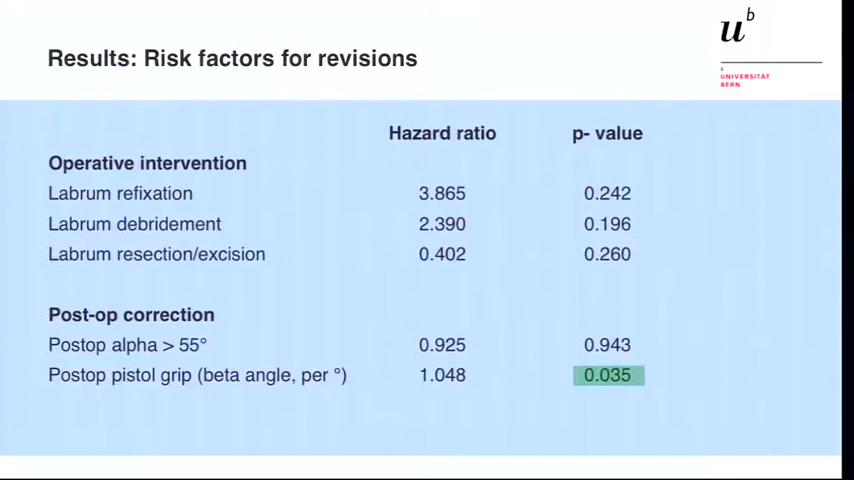 Results: Risk factors for revisions
u b
b
UNIVERSITÄT
BERN
Hazard ratio p- value
Operative intervention
Labrum refixation 3.865 0.242
Labrum debridement 2.390 0.196
Labrum resection/excision 0.402 0.260
Post-op correction
Postop alpha > 55° 0.925 0.943
Postop pistol grip (beta angle, per °) 1.048 0.035